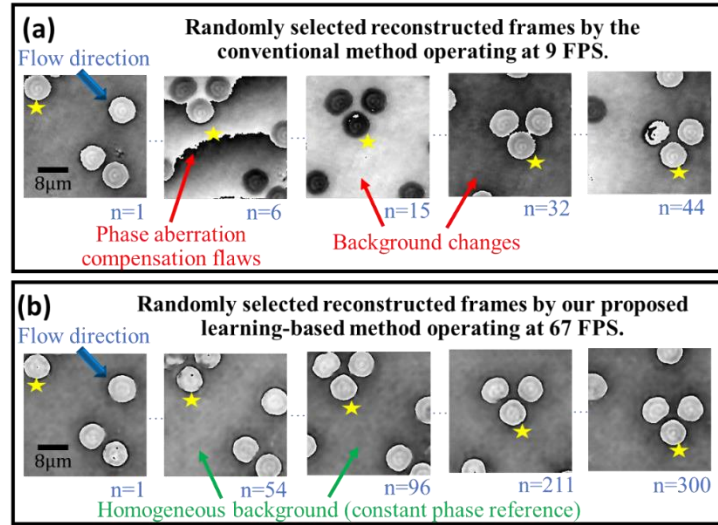 (a) Randomly selected reconstructed frames by the
conventional method operating at 9 FPS.
Flow direction
8μm
n=1
n=6
n=15
n=32
n=44
Phase aberration
compensation flaws
Background changes
(b) Randomly selected reconstructed frames by our proposed
learning-based method operating at 67 FPS.
Flow direction
8μm
n=1
n=54
n=96
n=211
n=300
Homogeneous background (constant phase reference)